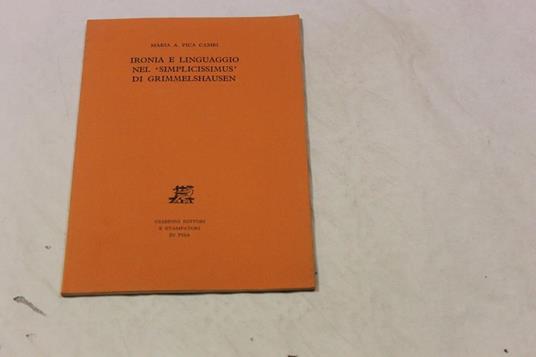 MARIA A. PICA CAMBI
IRONIA E LINGUAGGIO
NEL 'SIMPLICISSIMUS'
DI GRIMMELSHAUSEN
GIARDINI EDITORI
E STAMPATORI
IN PISA